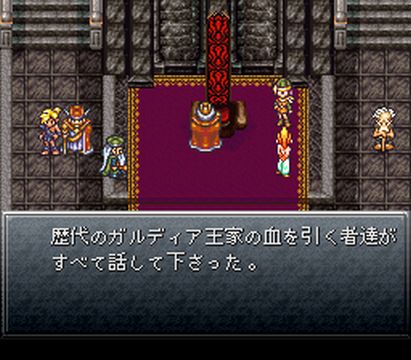 歴代のガルディア王家の血を引く者達が
すべて話して下さった。